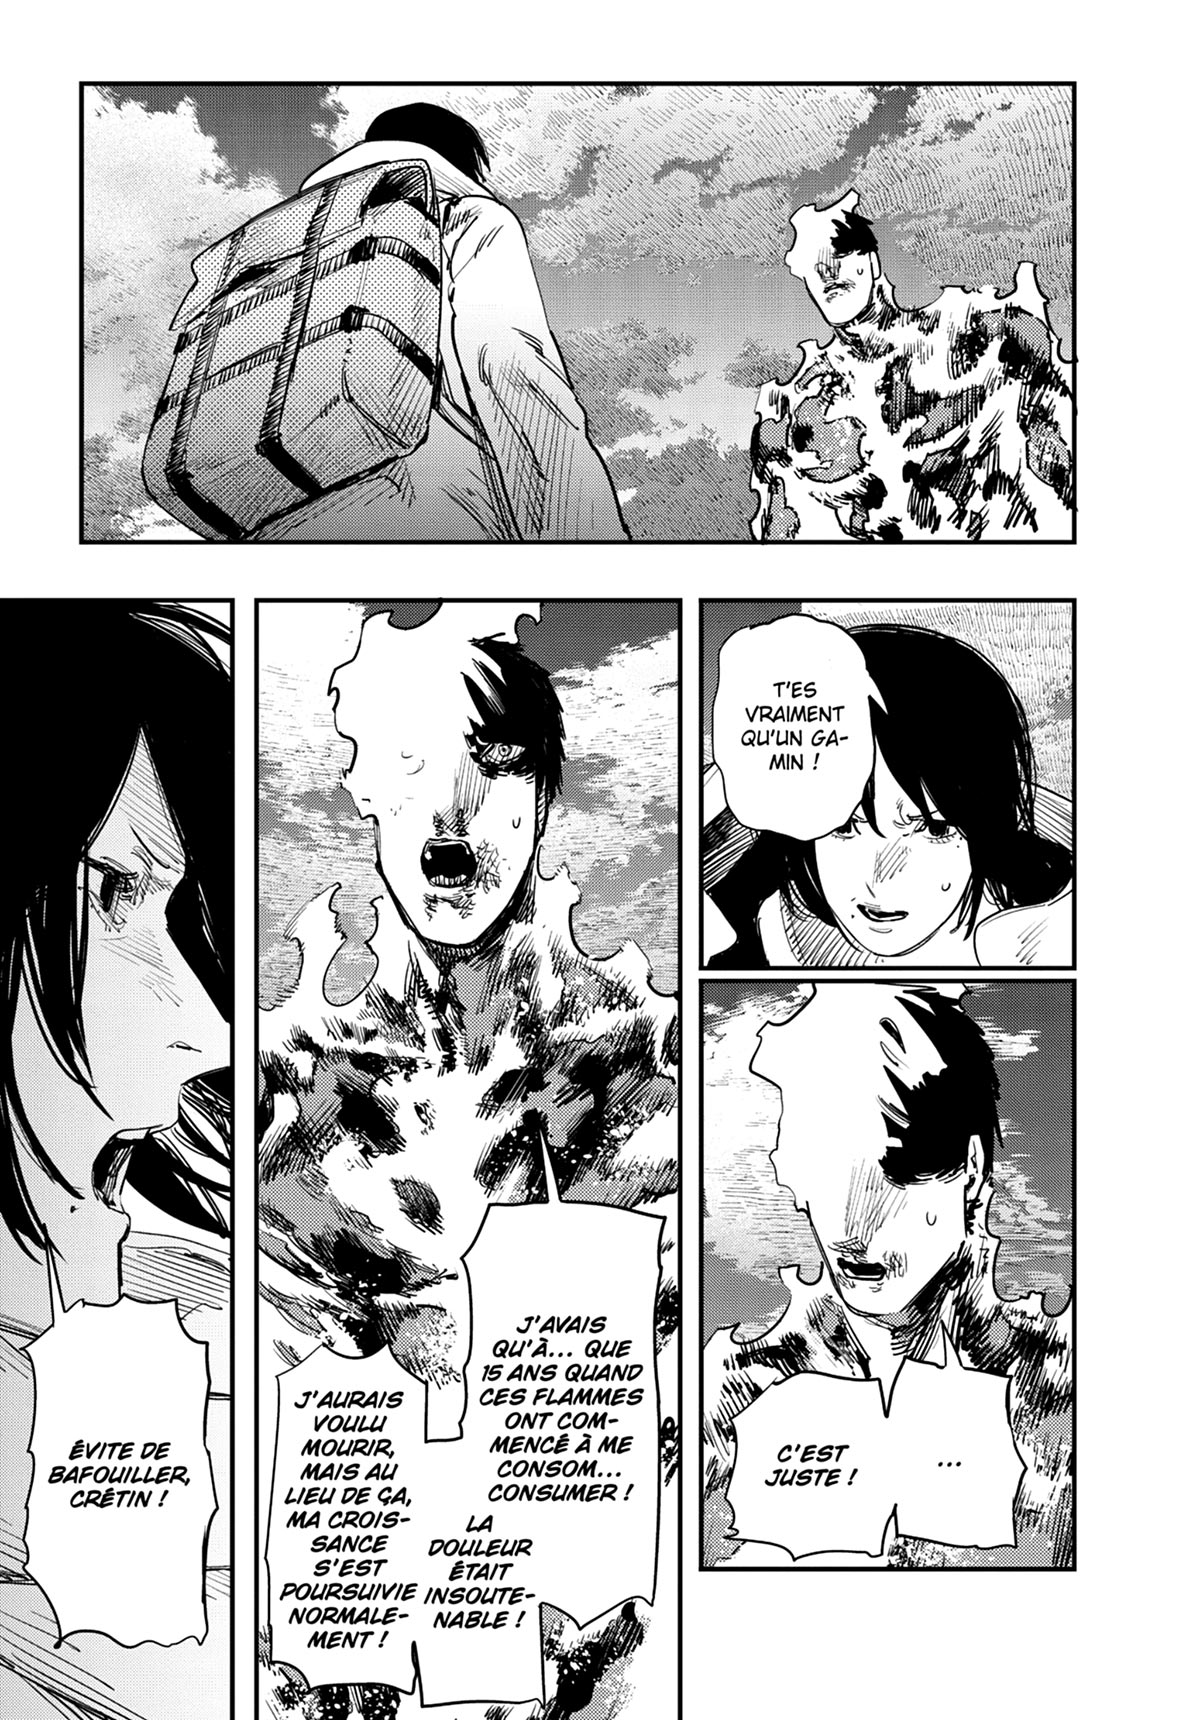 T'ES
VRAIMENT
QU'UN GA-
MIN !
...
C'EST
JUSTE !
J'AVAIS
QU'À... QUE
15 ANS QUAND
CES FLAMMES
ONT COM-
MENCÉ À ME
CONSOM...
CONSUMER !
LA
DOULEUR
ÉTAIT
INSOUTE-
NABLE !
J'AURAIS
VOULU
MOURIR,
MAIS AU
LIEU DE ÇA,
MA CROIS-
SANCE
S'EST
POURSUIVIE
NORMALE-
MENT !
ÉVITE DE
BAFOUILLER,
CRÉTIN !